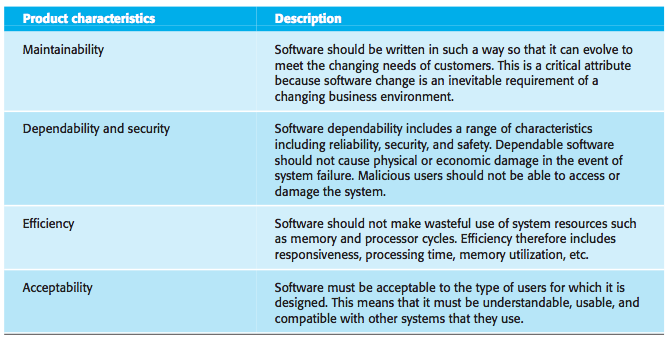 Product characteristics Description
Maintainability Software should be written in such a way so that it can evolve to
meet the changing needs of customers. This is a critical attribute
because software change is an inevitable requirement of a
changing business environment.
Dependability and security Software dependability includes a range of characteristics
including reliability, security, and safety. Dependable software
should not cause physical or economic damage in the event of
system failure. Malicious users should not be able to access or
damage the system.
Efficiency Software should not make wasteful use of system resources such
as memory and processor cycles. Efficiency therefore includes
responsiveness, processing time, memory utilization, etc.
Acceptability Software must be acceptable to the type of users for which it is
designed. This means that it must be understandable, usable, and
compatible with other systems that they use.